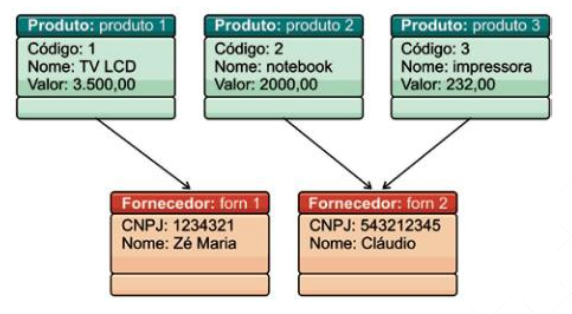 Produto: produto 1
Código: 1
Nome: TV LCD
Valor: 3.500,00
Produto: produto 2
Código: 2
Nome: notebook
Valor: 2000,00
Produto: produto 3
Código: 3
Nome: impressora
Valor: 232,00
Fornecedor: forn 1
CNPJ: 1234321
Nome: Zé Maria
Fornecedor: forn 2
CNPJ: 543212345
Nome: Cláudio